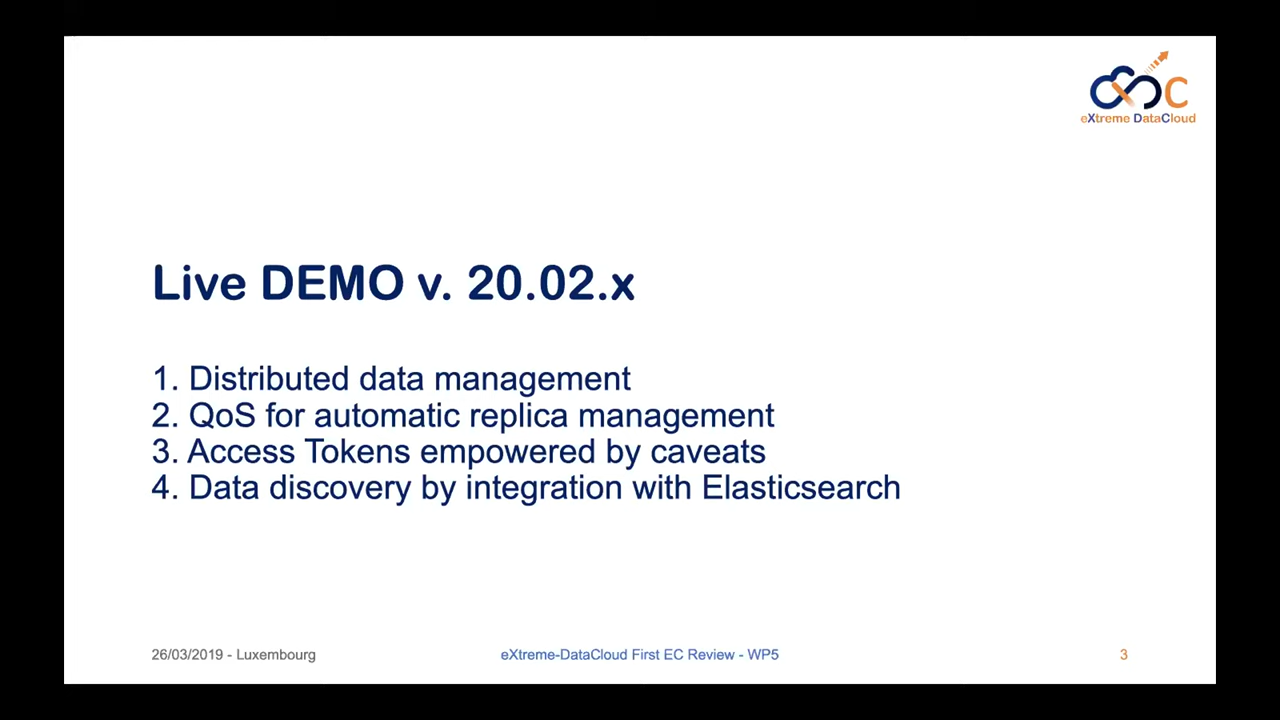 C
eXtreme DataCloud
Live DEMO v. 20.02.x
1. Distributed data management
2. QoS for automatic replica management
3. Access Tokens empowered by caveats
4. Data discovery by integration with Elasticsearch
26/03/2019 - Luxembourg
eXtreme-DataCloud First EC Review - WP5
3